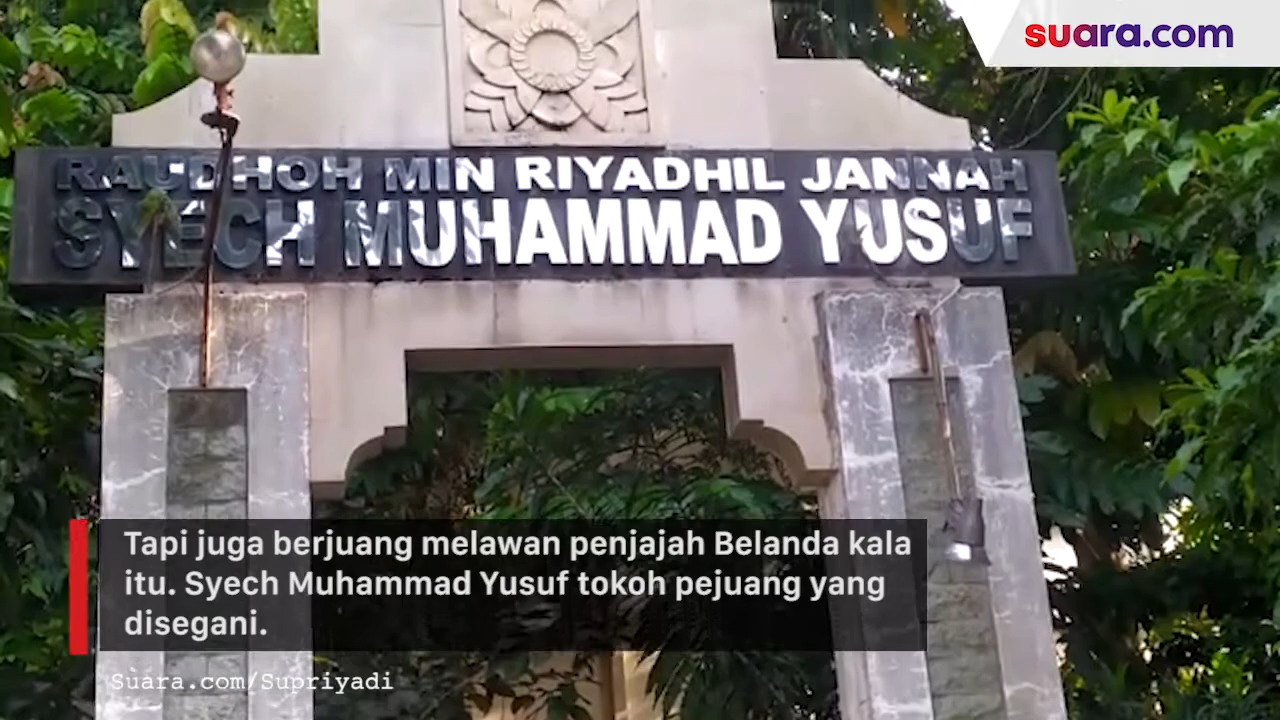 suara.com
RAUDHOH MIN RIYADHIL JANNAH
SYECH MUHAMMAD YUSUF
Tapi juga berjuang melawan penjajah Belanda kala
itu. Syech Muhammad Yusuf tokoh pejuang yang
disegani.
Suara.com/Supriyadi